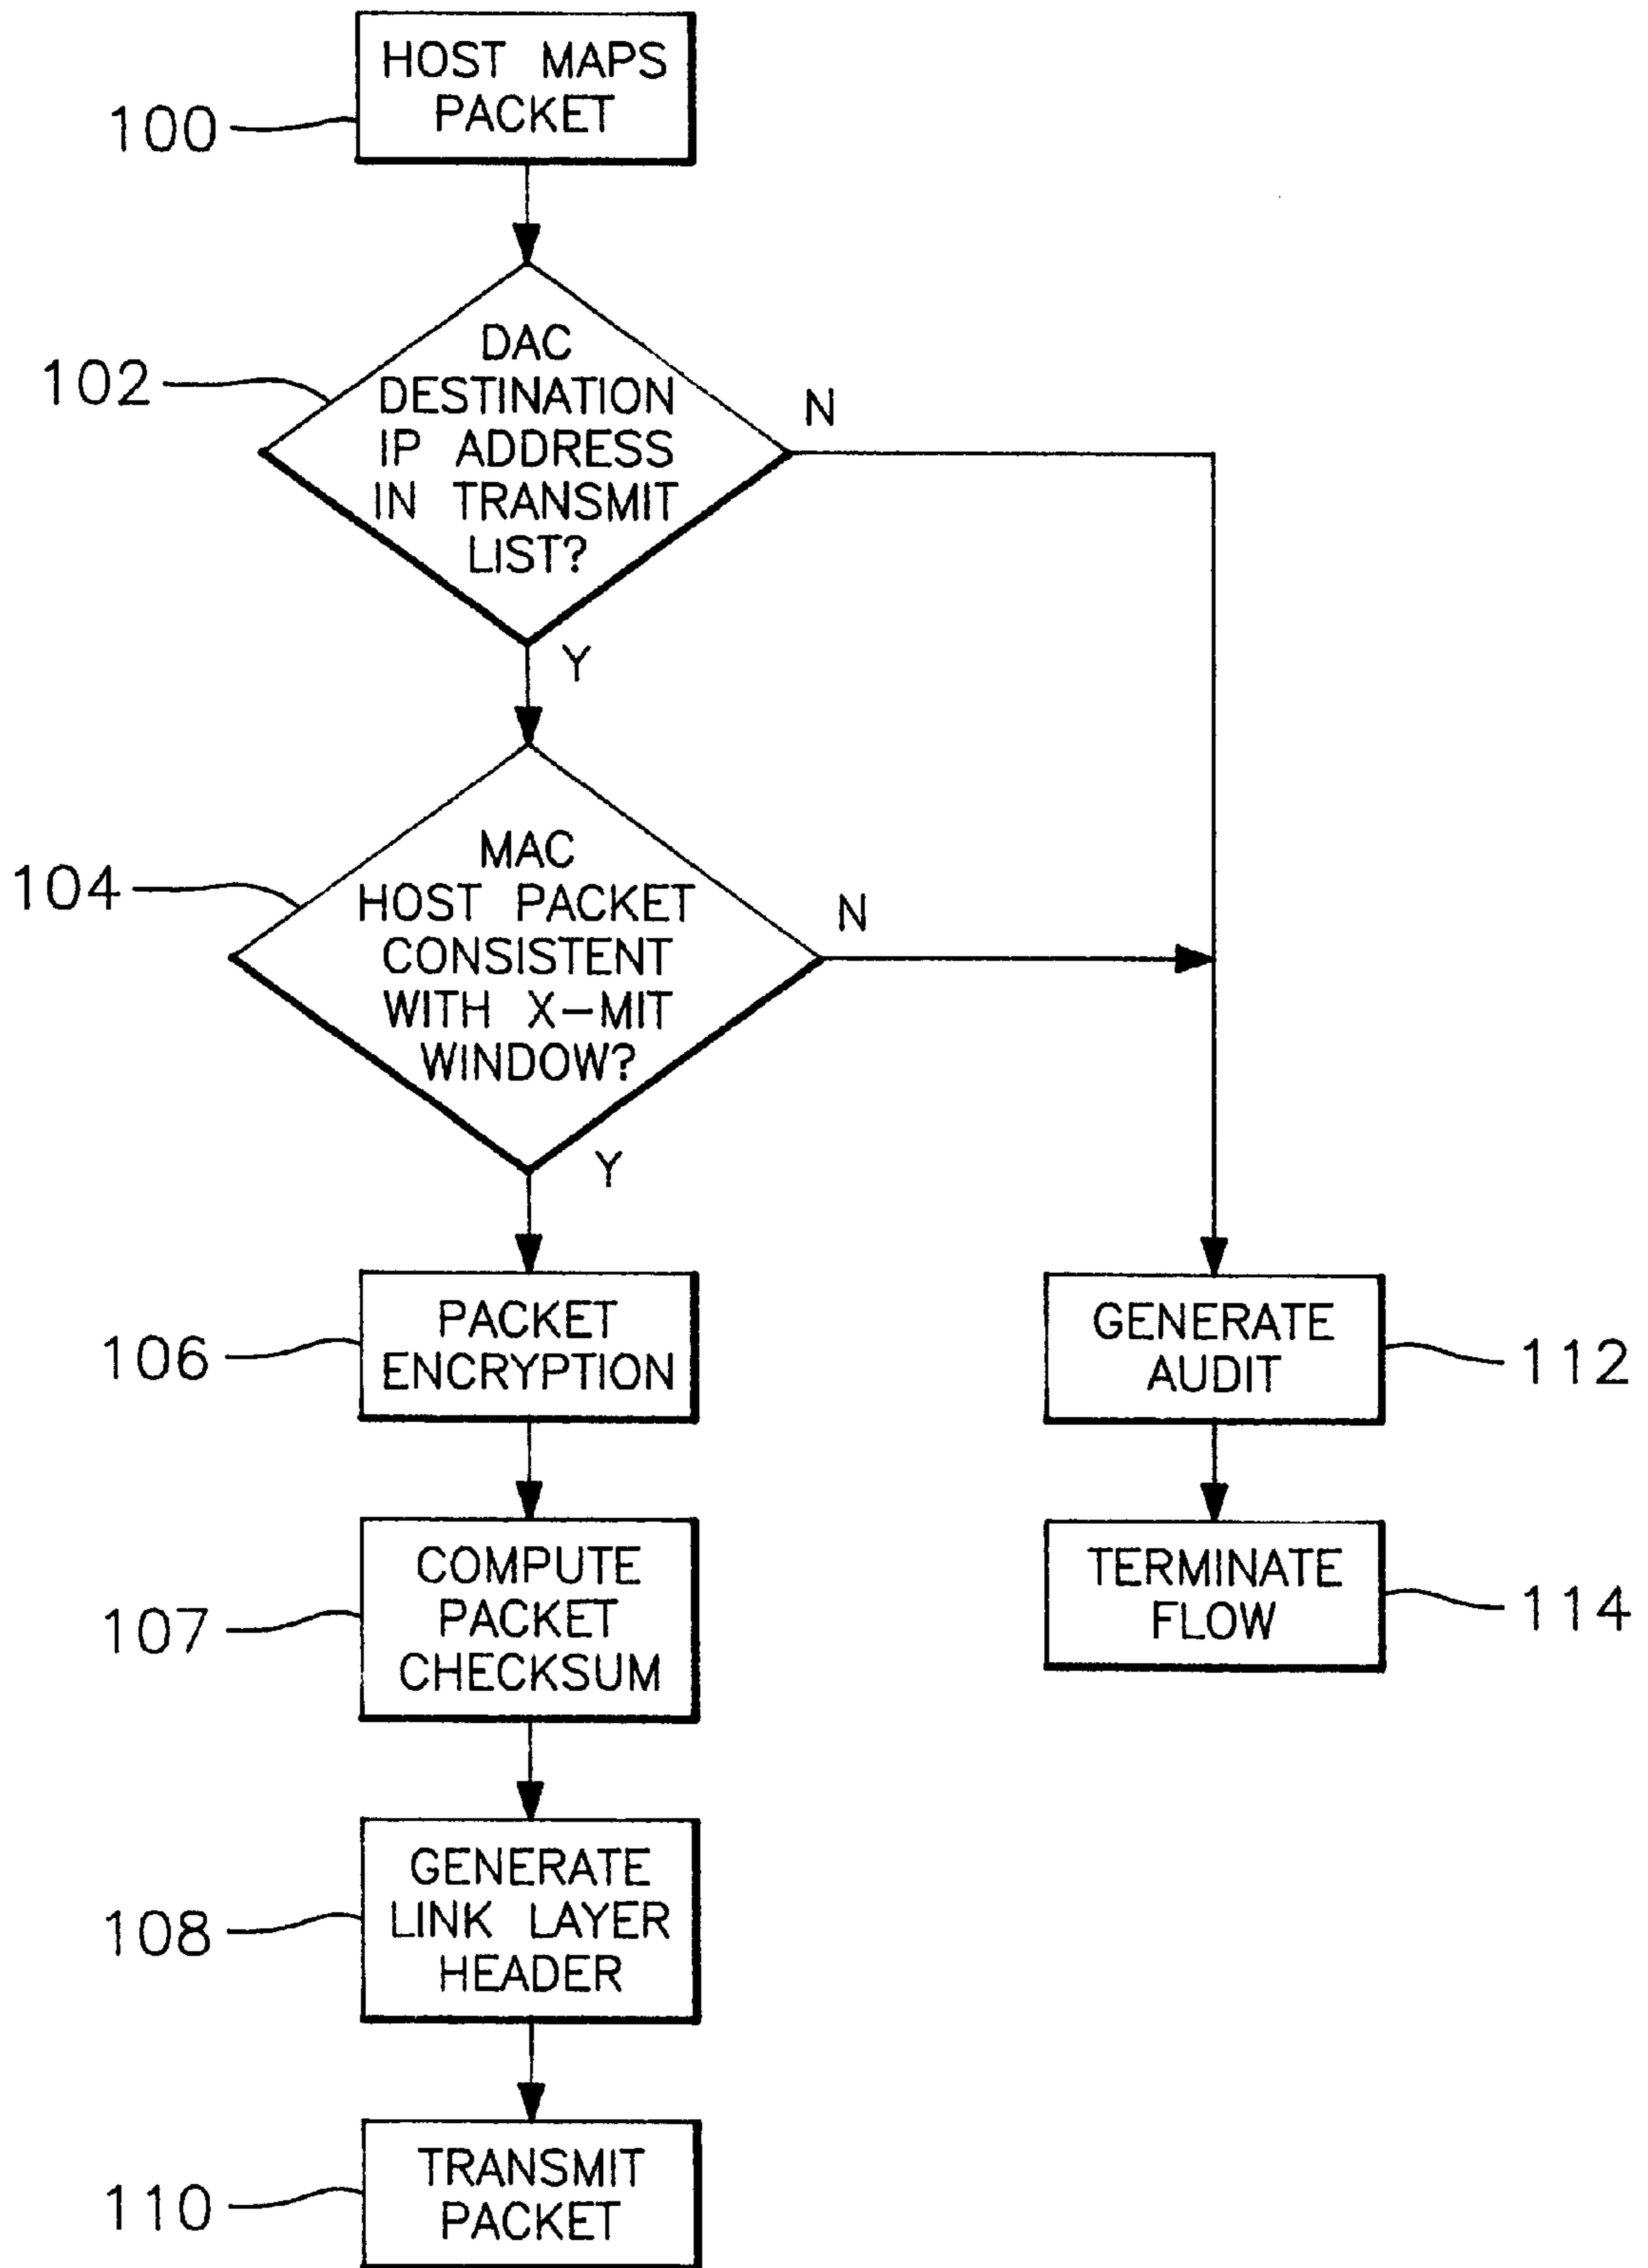 HOST MAPS
PACKET
100
DAC
DESTINATION
IP ADDRESS
IN TRANSMIT
LIST?
102
N
Y
MAC
HOST PACKET
CONSISTENT
WITH X-MIT
WINDOW?
104
N
Y
PACKET
ENCRYPTION
106
GENERATE
AUDIT
112
COMPUTE
PACKET
CHECKSUM
107
TERMINATE
FLOW
114
GENERATE
LINK LAYER
HEADER
108
TRANSMIT
PACKET
110